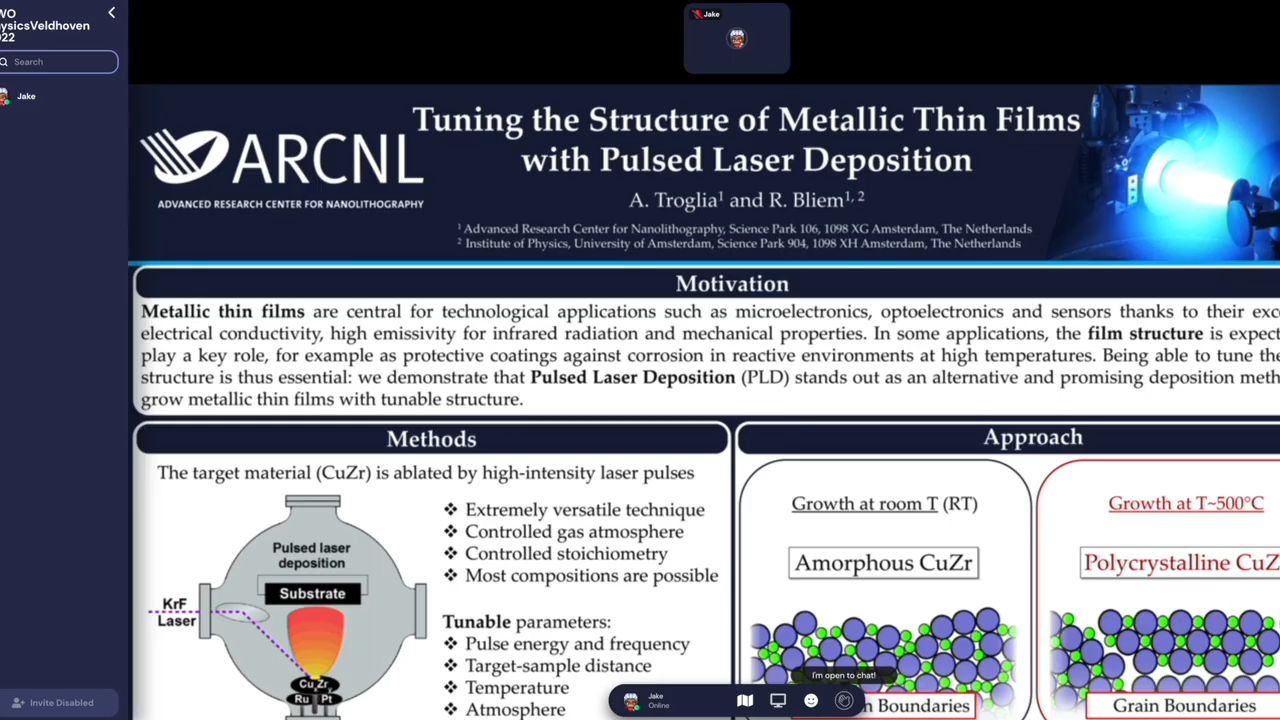 WO
ysicsVeldhoven
022
Search
Jake
Invite Disabled
Jake
ARCNL
ADVANCED RESEARCH CENTER FOR NANOLITHOGRAPHY
Tuning the Structure of Metallic Thin Films
with Pulsed Laser Deposition
A. Troglia¹ and R. Bliem¹, ²
¹ Advanced Research Center for Nanolithography, Science Park 106, 1098 XG Amsterdam, The Netherlands
² Institute of Physics, University of Amsterdam, Science Park 904, 1098 XH Amsterdam, The Netherlands
Motivation
Metallic thin films are central for technological applications such as microelectronics, optoelectronics and sensors thanks to their exc
electrical conductivity, high emissivity for infrared radiation and mechanical properties. In some applications, the film structure is expect
play a key role, for example as protective coatings against corrosion in reactive environments at high temperatures. Being able to tune the
structure is thus essential: we demonstrate that Pulsed Laser Deposition (PLD) stands out as an alternative and promising deposition meth
grow metallic thin films with tunable structure.
Methods
The target material (CuZr) is ablated by high-intensity laser pulses
Pulsed laser
deposition
Substrate
KrF
Laser
Cu Zr
Ru Pt
❖ Extremely versatile technique
❖ Controlled gas atmosphere
❖ Controlled stoichiometry
❖ Most compositions are possible
Tunable parameters:
❖ Pulse energy and frequency
❖ Target-sample distance
❖ Temperature
❖ Atmosphere
Approach
Growth at room T (RT)
Amorphous CuZr
n Boundaries
Growth at T~500°C
Polycrystalline CuZ
Grain Boundaries
I'm open to chat!
Jake
Online